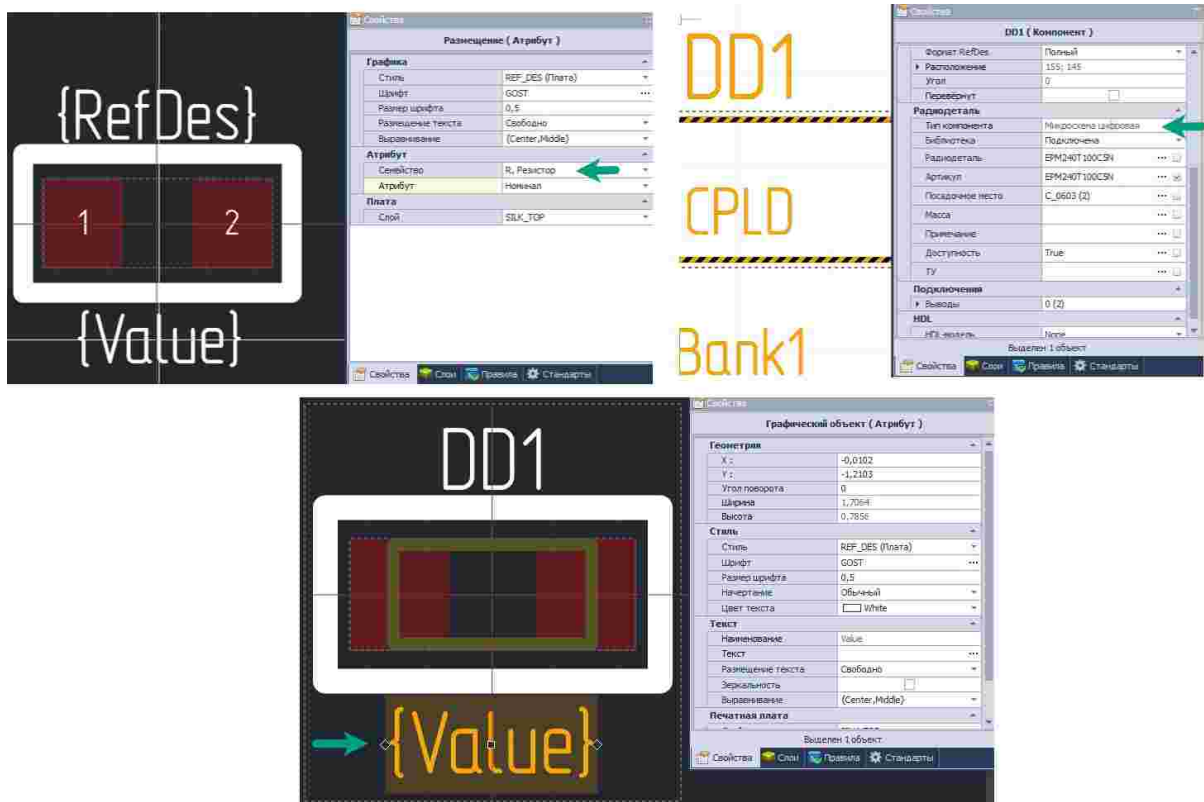 {RefDes}
1
2
{Value}
Свойства
Размещение ( Атрибут )
Графика
Стиль REF_DES (Плата)
Шрифт GOST ...
Размер шрифта 0,5
Размещение текста Свободно
Выравнивание {Center,Middle}
Атрибут
Семейство R, Резистор
Атрибут Номинал
Плата
Слой SILK_TOP
Свойства Слои Правила Стандарты
DD1
CPLD
Bank1
Свойства
DD1 ( Компонент )
Формат RefDes Полный
Расположение 155; 145
Угол 0
Перевёрнут
Радиодеталь
Тип компонента Микросхема цифровая
Библиотека Подключена
Радиодеталь EPM240T100C5N ...
Артикул EPM240T100C5N ...
Посадочное место C_0603 (2) ...
Масса ...
Примечание ...
Доступность True ...
ТУ ...
Подключения
Выводы 0 (2)
HDL
HDL-модель None
Выделен 1 объект
Свойства Слои Правила Стандарты
DD1
{Value}
Свойства
Графический объект ( Атрибут )
Геометрия
X : -0,0102
Y : -1,2103
Угол поворота 0
Ширина 1,7064
Высота 0,7856
Стиль
Стиль REF_DES (Плата)
Шрифт GOST ...
Размер шрифта 0,5
Начертание Обычный
Цвет текста White
Текст
Наименование Value
Текст ...
Размещение текста Свободно
Зеркальность
Выравнивание {Center,Middle}
Печатная плата
Выделен 1 объект
Свойства Слои Правила Стандарты